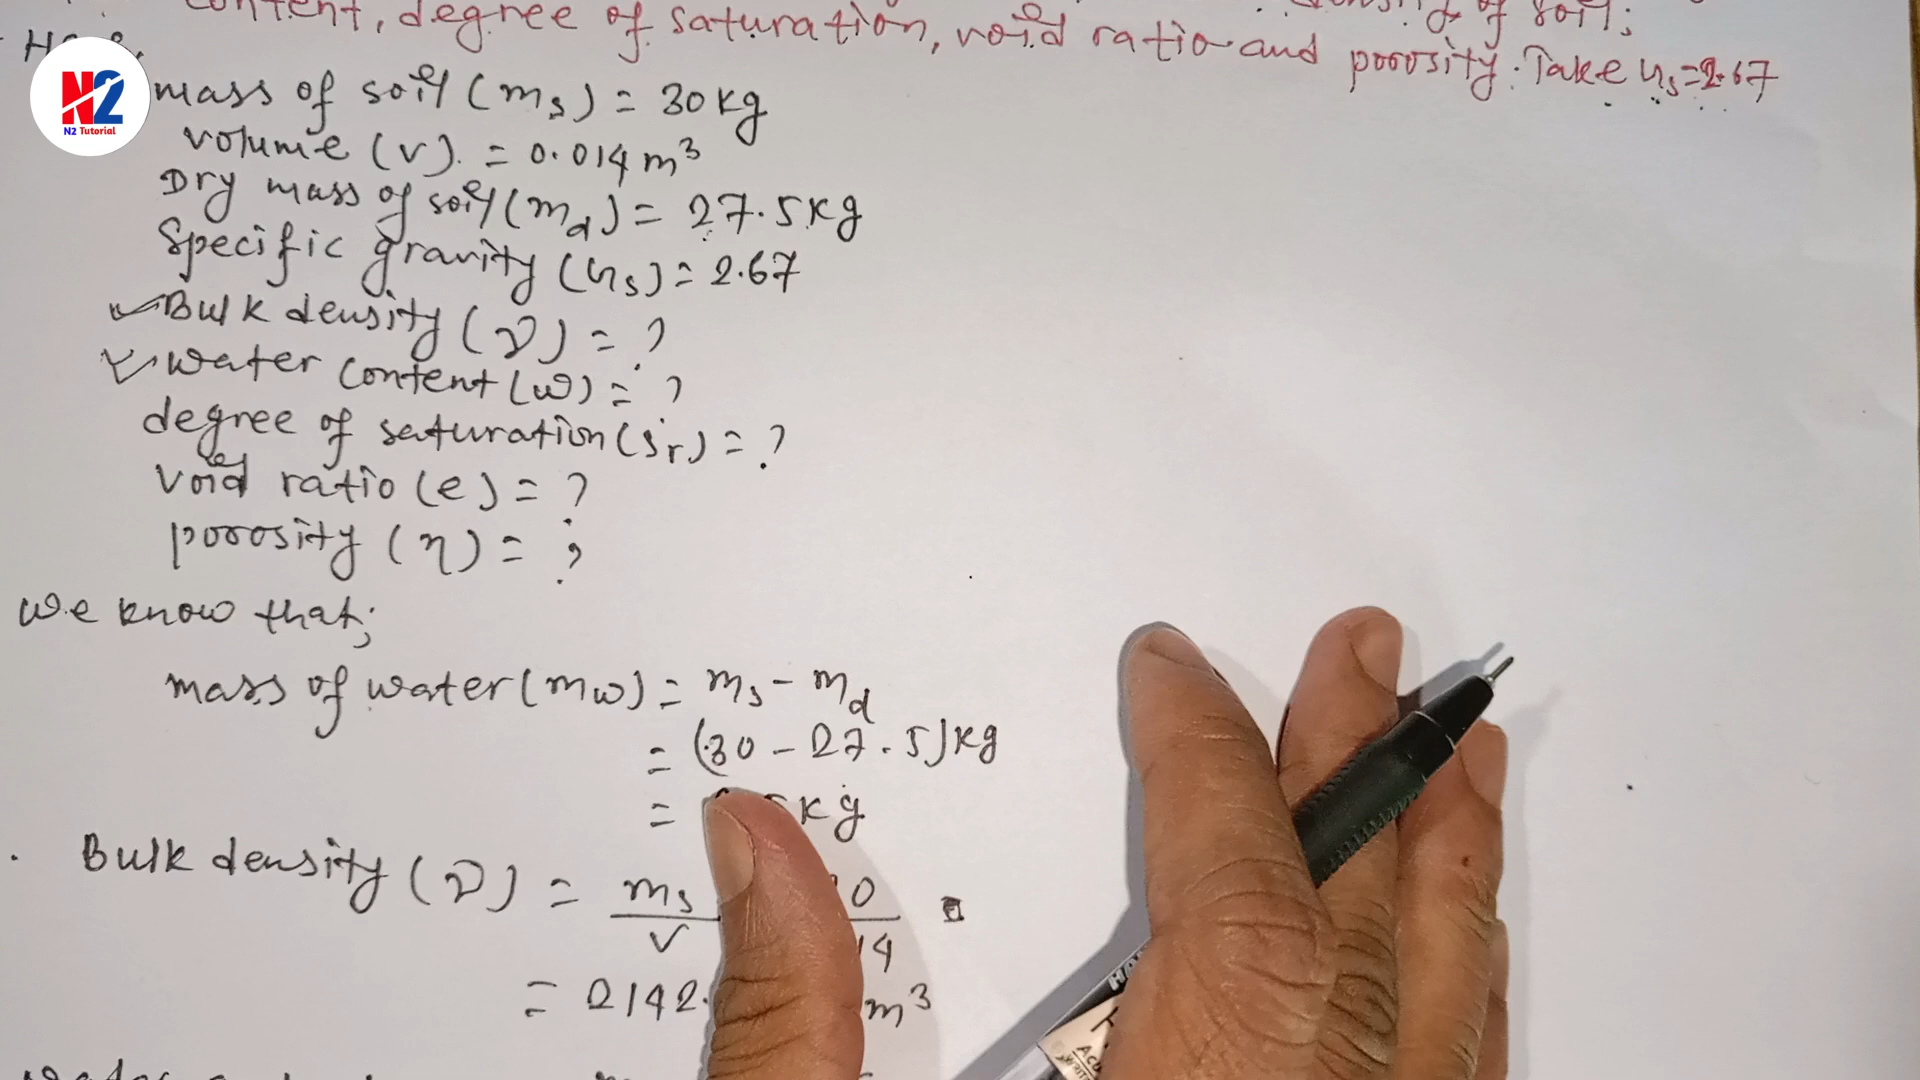 content, degree of saturation, void ratio and porosity. Take Gs = 2.67
mass of soil (ms) = 30 kg
volume (v) = 0.014 m³
Dry mass of soil (md) = 27.5 kg
Specific gravity (Gs) = 2.67
Bulk density (γ) = ?
water content (w) = ?
degree of saturation (sr) = ?
void ratio (e) = ?
porosity (η) = ?
we know that;
mass of water (mw) = ms - md
= (30 - 27.5) kg
= kg
Bulk density (γ) = ms
v
= 2142. m³
N2
N2 Tutorial